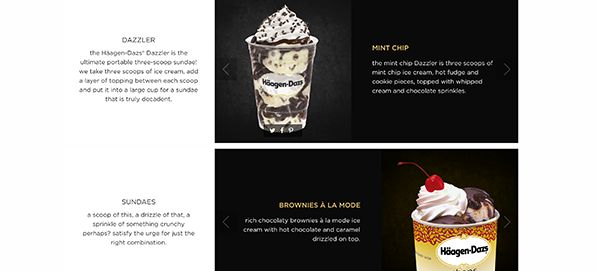 DAZZLER
the Häagen-Dazs® Dazzler is the
ultimate portable three-scoop sundae!
we take three scoops of ice cream, add
a layer of topping between each scoop
and put it into a large cup for a sundae
that is truly decadent.
Häagen-Dazs
MINT CHIP
the mint chip Dazzler is three scoops of
mint chip ice cream, hot fudge and
cookie pieces, topped with whipped
cream and chocolate sprinkles.
SUNDAES
a scoop of this, a drizzle of that, a
sprinkle of something crunchy
perhaps? satisfy the urge for just the
right combination.
BROWNIES À LA MODE
rich chocolaty brownies à la mode ice
cream with hot chocolate and caramel
drizzled on top.
Häagen-Dazs